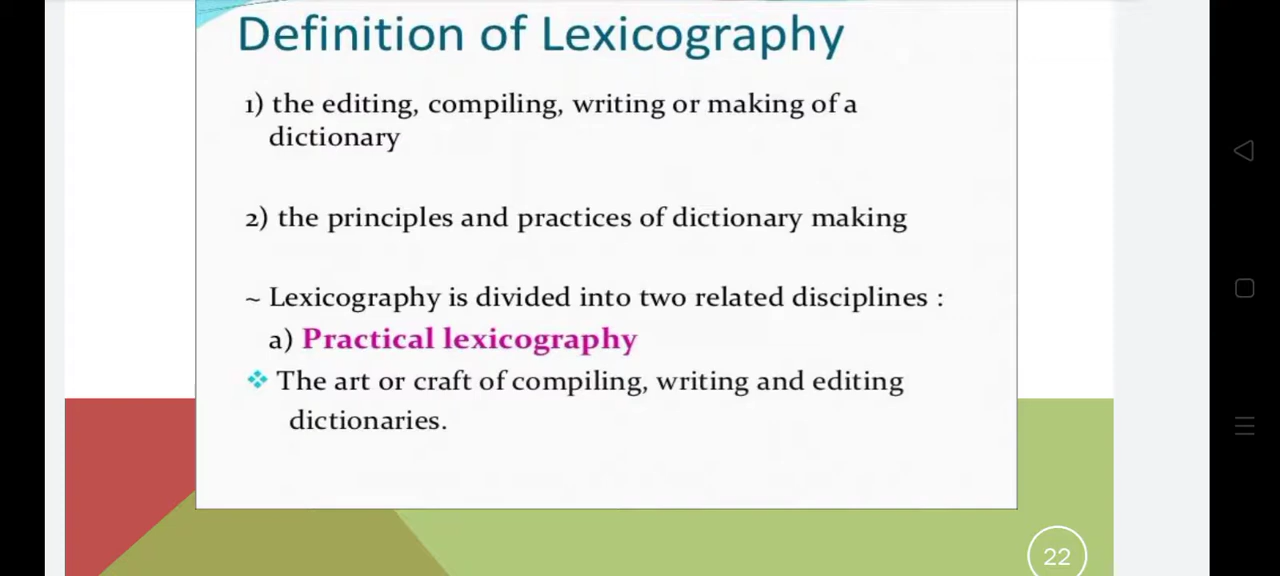 Definition of Lexicography
1) the editing, compiling, writing or making of a
dictionary
2) the principles and practices of dictionary making
~ Lexicography is divided into two related disciplines :
a) Practical lexicography
❖ The art or craft of compiling, writing and editing
dictionaries.
22